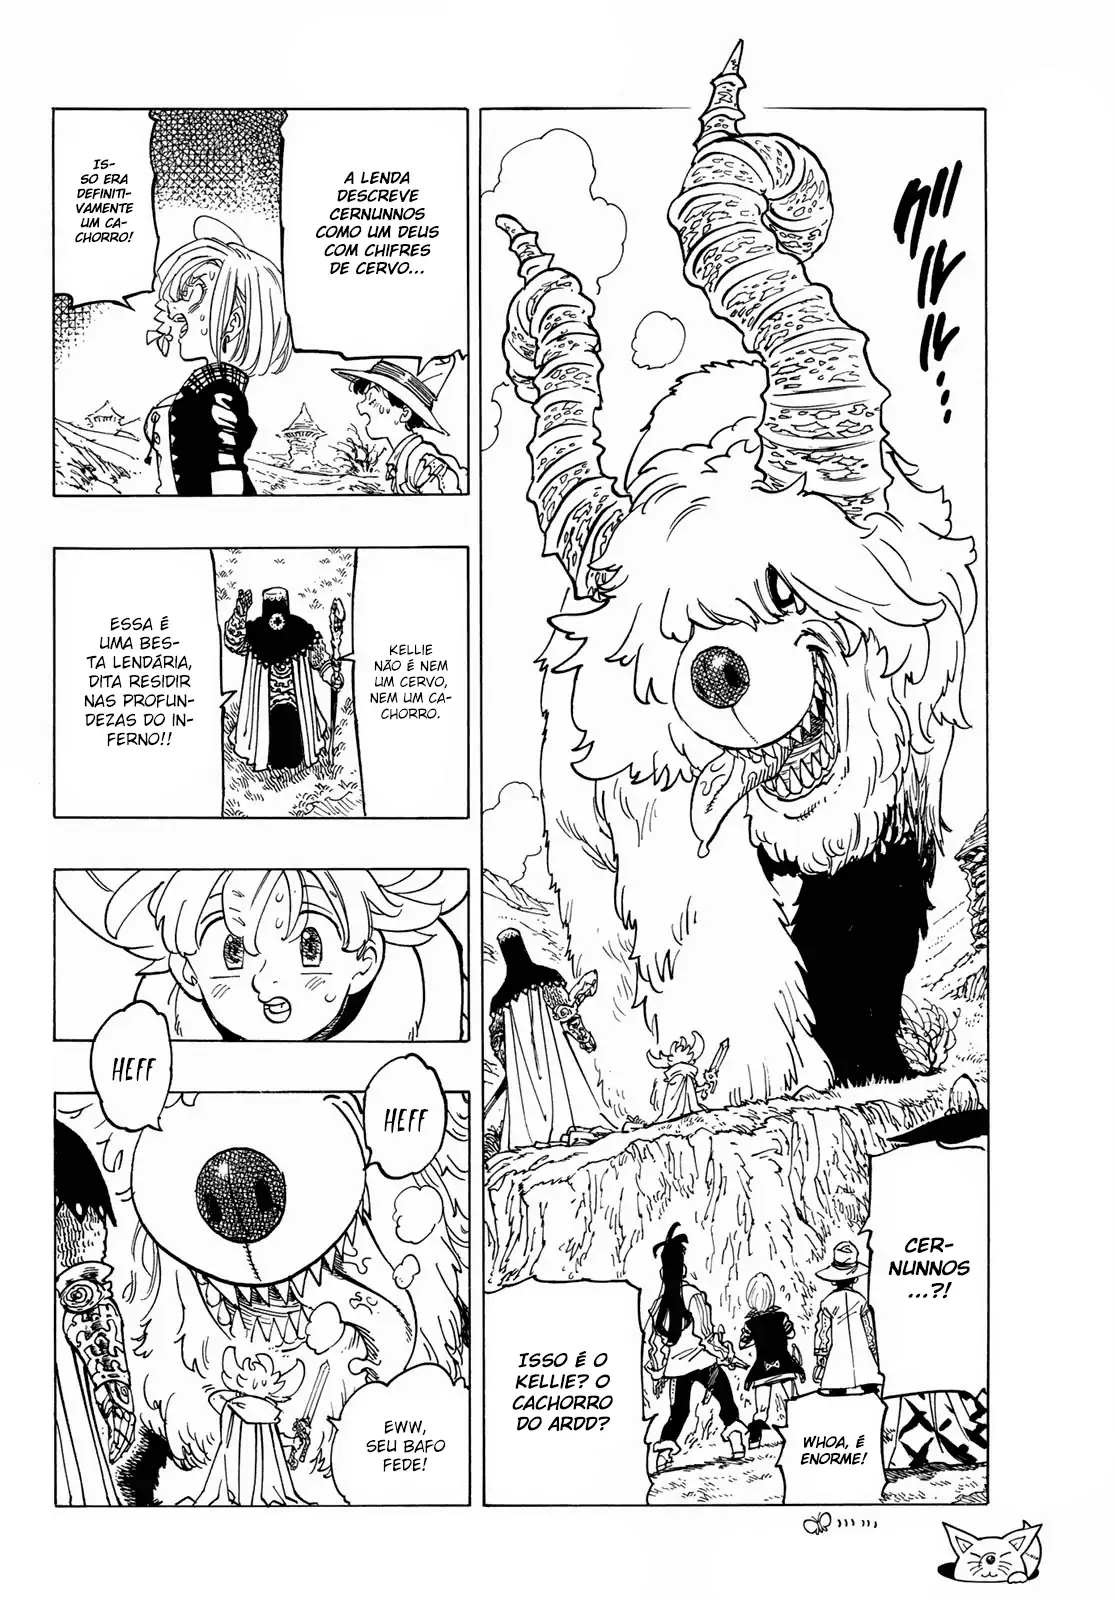 グルルル...
CER-
NUNNOS
...?!
WHOA, É
ENORME!
ISSO É O
KELLIE? O
CACHORRO
DO ARDD?
A LENDA
DESCREVE
CERNUNNOS
COMO UM DEUS
COM CHIFRES
DE CERVO...
IS-
SO ERA
DEFINITI-
VAMENTE
UM CA-
CHORRO!
KELLIE
NÃO É NEM
UM CERVO,
NEM UM CA-
CHORRO.
ESSA É
UMA BES-
TA LENDÁRIA,
DITA RESIDIR
NAS PROFUN-
DEZAS DO IN-
FERNO!!
HEFF
HEFF
EWW,
SEU BAFO
FEDE!